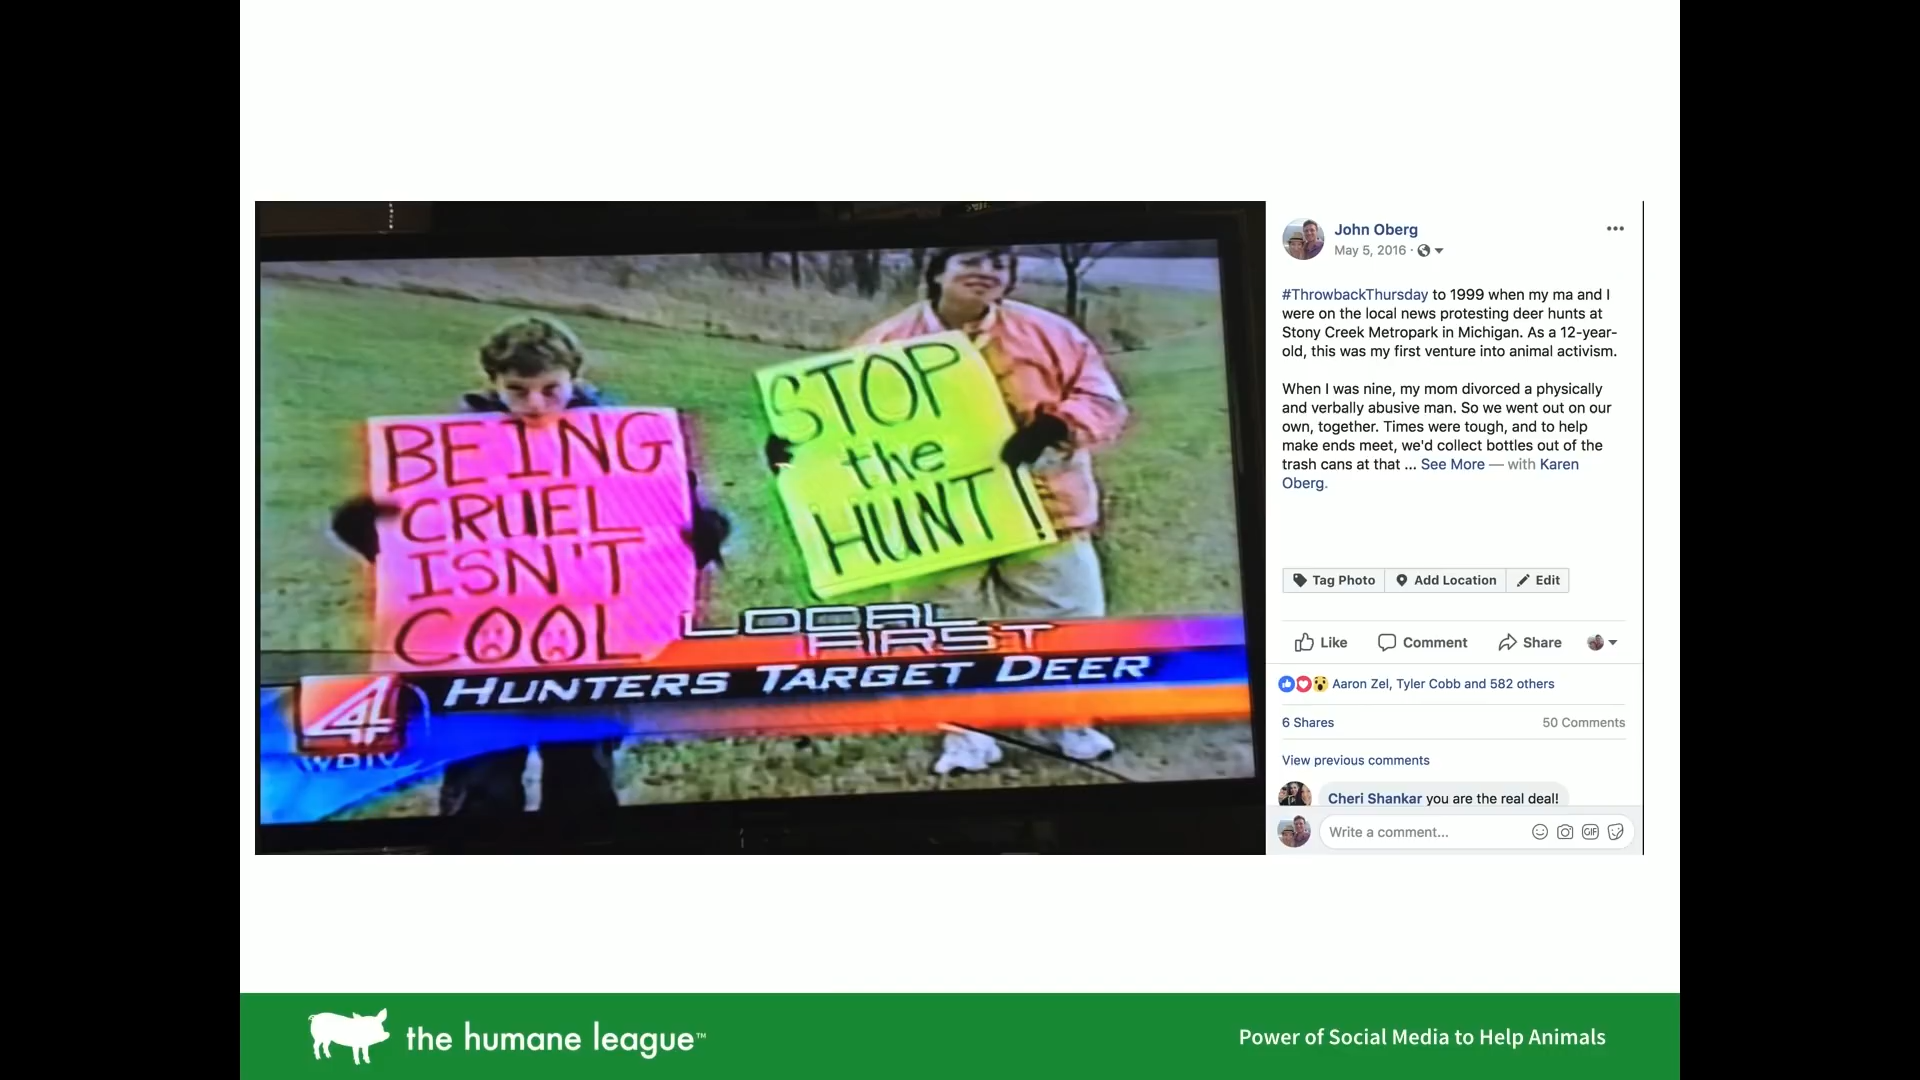 BEING
CRUEL
ISN'T
COOL
STOP
the
HUNT!
LOCAL
FIRST
HUNTERS TARGET DEER
4
WDIV
John Oberg
May 5, 2016 ·
#ThrowbackThursday to 1999 when my ma and I
were on the local news protesting deer hunts at
Stony Creek Metropark in Michigan. As a 12-year-
old, this was my first venture into animal activism.
When I was nine, my mom divorced a physically
and verbally abusive man. So we went out on our
own, together. Times were tough, and to help
make ends meet, we'd collect bottles out of the
trash cans at that ... See More — with Karen
Oberg.
Tag Photo Add Location Edit
Like Comment Share
Aaron Zel, Tyler Cobb and 582 others
6 Shares 50 Comments
View previous comments
Cheri Shankar you are the real deal!
Write a comment... GIF
the humane league™
Power of Social Media to Help Animals